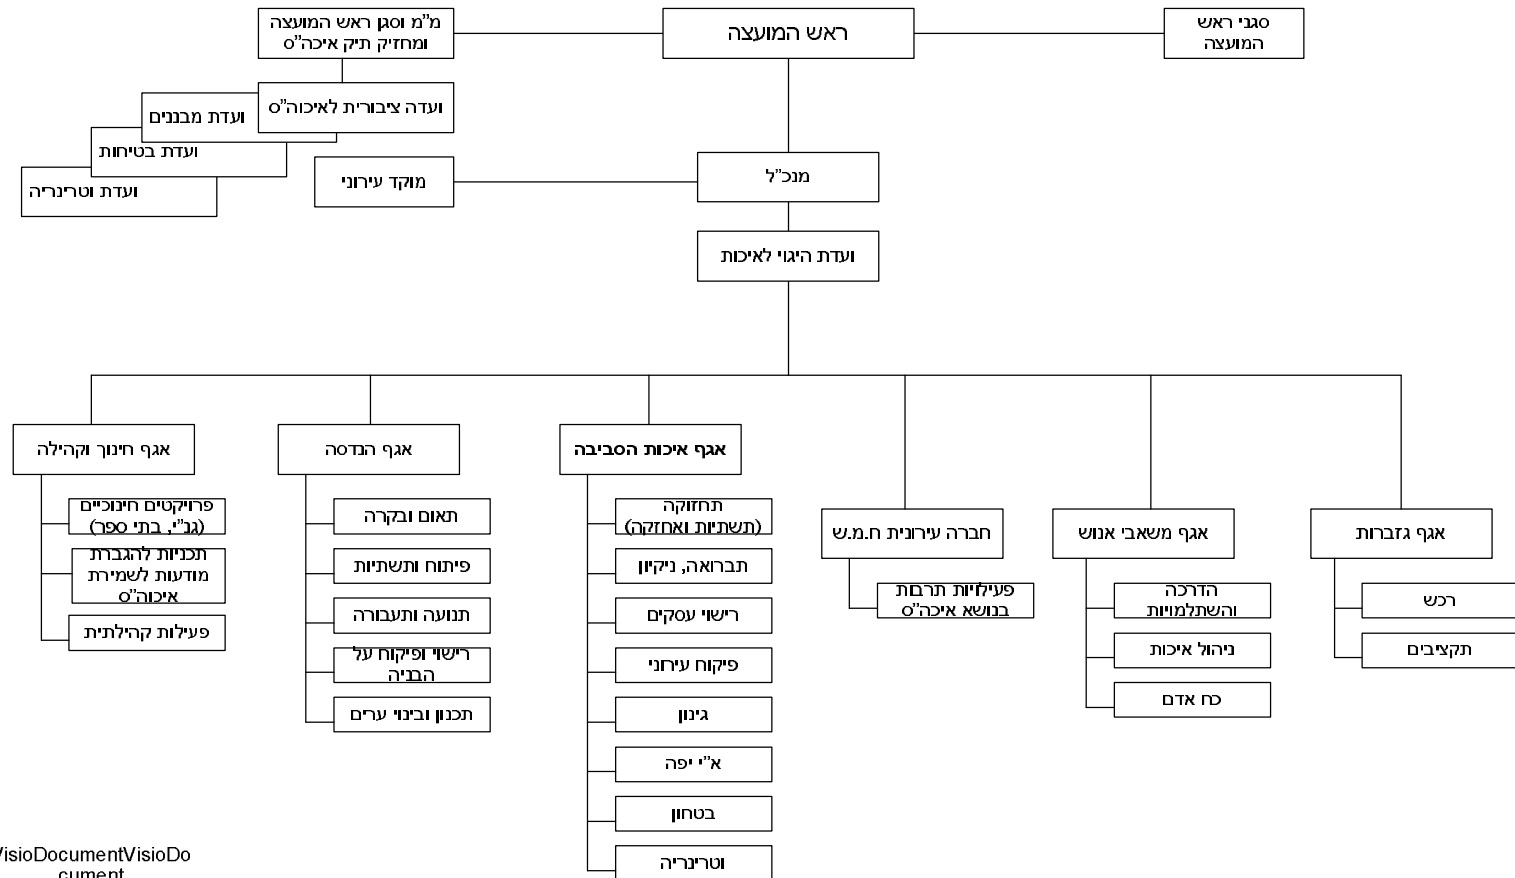 ראש המועצה
סגני ראש
המועצה
מ"מ וסגן ראש המועצה
ומחזיק תיק איכה"ס
ועדה ציבורית לאיכוה"ס
ועדת מבננים
ועדת בטיחות
ועדת וטרינריה
מנכ"ל
מוקד עירוני
ועדת היגוי לאיכות
אגף גזברות
רכש
תקציבים
אגף משאבי אנוש
הדרכה
והשתלמויות
ניהול איכות
כח אדם
חברה עירונית ח.מ.ש
פעילויות תרבות
בנושא איכה"ס
אגף איכות הסביבה
תחזוקה
(תשתיות ואחזקה)
תברואה, ניקיון
רישוי עסקים
פיקוח עירוני
גינון
א"י יפה
בטחון
וטרינריה
אגף הנדסה
תאום ובקרה
פיתוח ותשתיות
תנועה ותעבורה
רישוי ופיקוח על
הבניה
תכנון ובינוי ערים
אגף חינוך וקהילה
פרויקטים חינוכיים
(גנ"י, בתי ספר)
תכניות להגברת
מודעות לשמירת
איכוה"ס
פעילות קהילתית
VisioDocumentVisioDo
cument